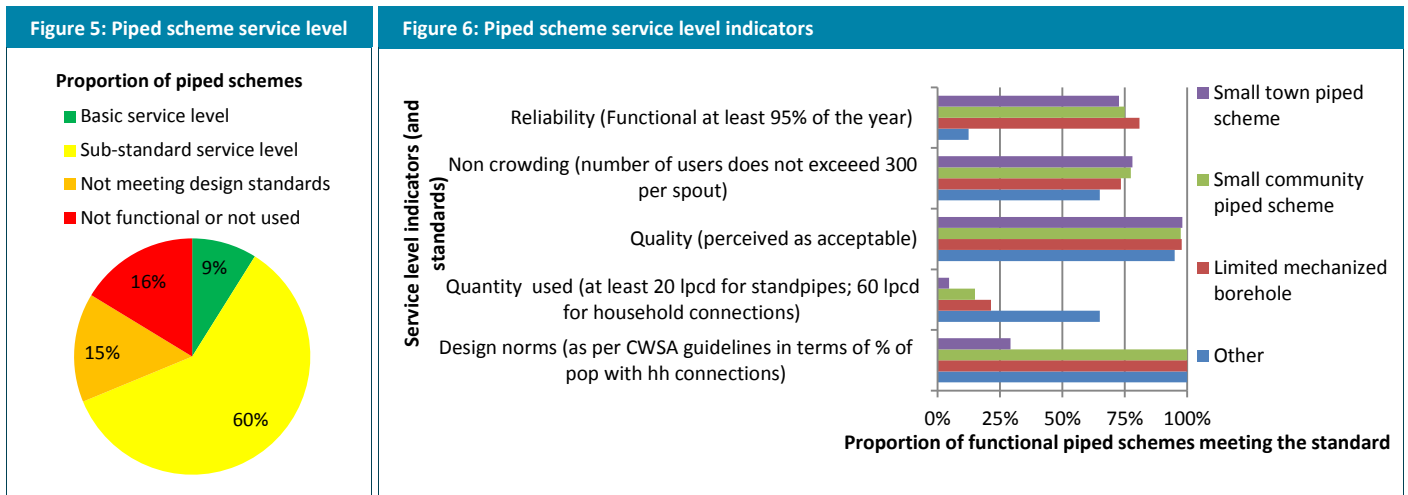 Figure 5: Piped scheme service level
Proportion of piped schemes
Basic service level
Sub-standard service level
Not meeting design standards
Not functional or not used
9%
16%
15%
60%
Figure 6: Piped scheme service level indicators
Service level indicators (and
standards)
Reliability (Functional at least 95% of the year)
Non crowding (number of users does not exceeed 300
per spout)
Quality (perceived as acceptable)
Quantity used (at least 20 lpcd for standpipes; 60 lpcd
for household connections)
Design norms (as per CWSA guidelines in terms of % of
pop with hh connections)
0% 25% 50% 75% 100%
Proportion of functional piped schemes meeting the standard
Small town piped
scheme
Small community
piped scheme
Limited mechanized
borehole
Other